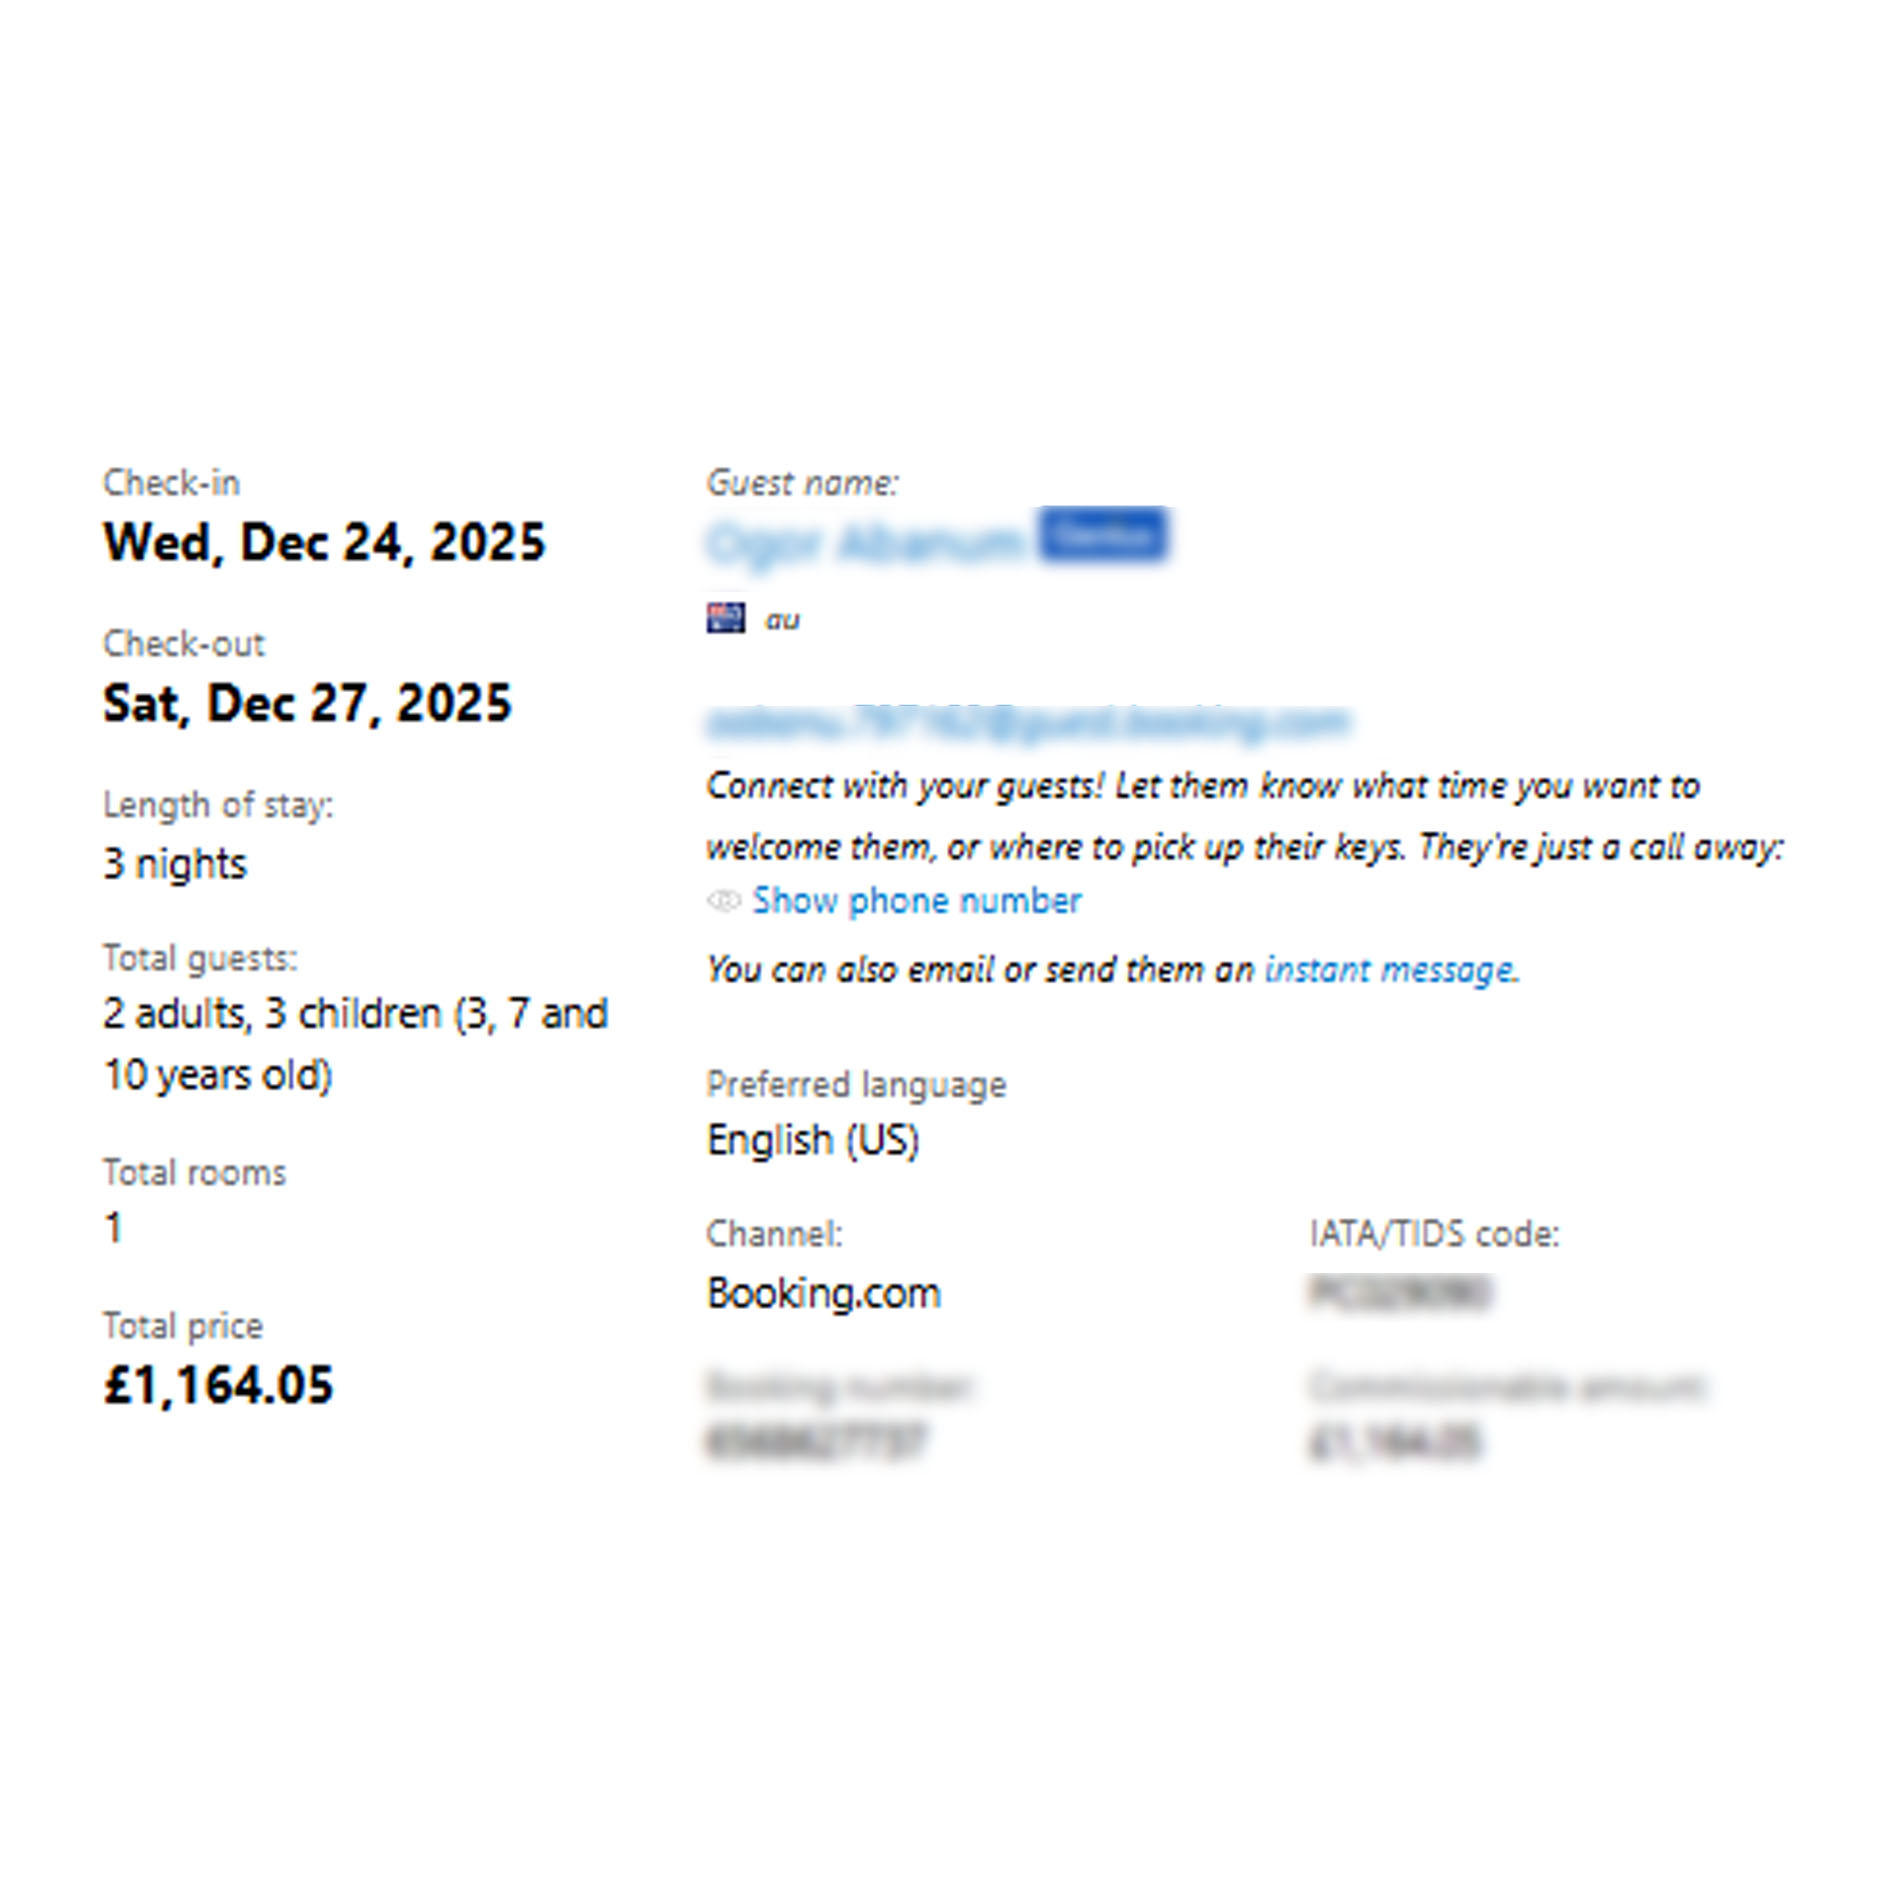 Check-in
Wed, Dec 24, 2025
Check-out
Sat, Dec 27, 2025
Length of stay:
3 nights
Total guests:
2 adults, 3 children (3, 7 and
10 years old)
Total rooms
1
Total price
£1,164.05
Guest name:
au
Connect with your guests! Let them know what time you want to
welcome them, or where to pick up their keys. They're just a call away:
Show phone number
You can also email or send them an instant message.
Preferred language
English (US)
Channel:
Booking.com
IATA/TIDS code:
Booking number:
Commissionable amount: